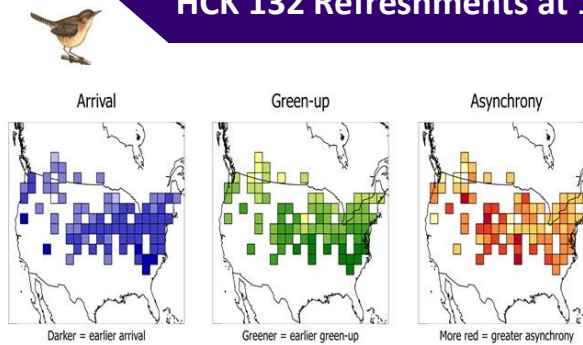 HCK 132 Refreshments at
Arrival
Green-up
Asynchrony
Darker = earlier arrival
Greener = earlier green-up
More red = greater asynchrony